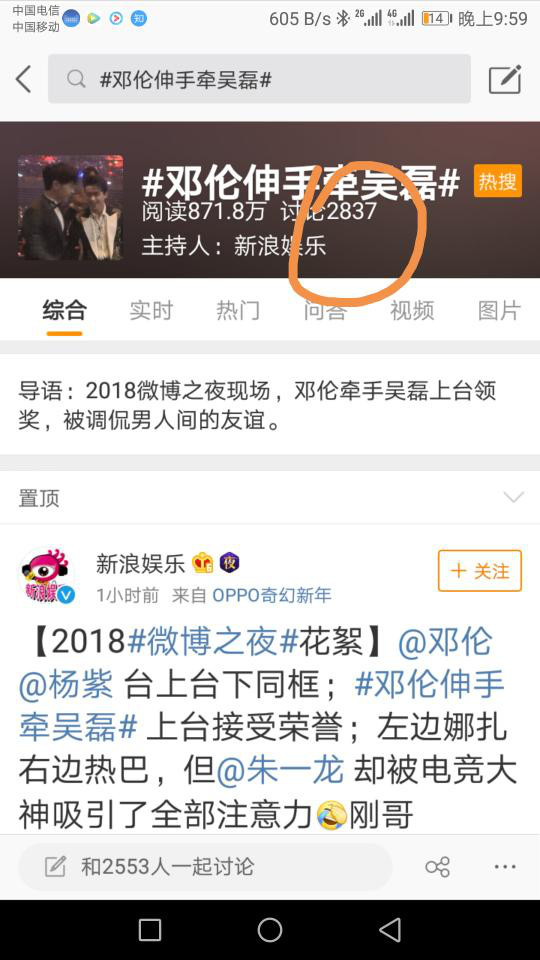 中国电信
中国移动
知
605 B/s 2G 4G 14 晚上9:59
#邓伦伸手牵吴磊#
#邓伦伸手牵吴磊# 热搜
阅读871.8万 讨论2837
主持人：新浪娱乐
综合 实时 热门 问答 视频 图片
导语：2018微博之夜现场，邓伦牵手吴磊上台领
奖，被调侃男人间的友谊。
置顶
新浪娱乐 夜
新浪娱乐
+ 关注
1小时前 来自 OPPO奇幻新年
【2018#微博之夜#花絮】@邓伦
@杨紫 台上台下同框；#邓伦伸手
牵吴磊# 上台接受荣誉；左边娜扎
右边热巴，但@朱一龙 却被电竞大
神吸引了全部注意力🤣刚哥
和2553人一起讨论